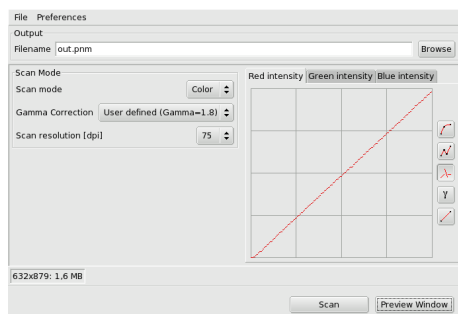 File Preferences
Output
Filename out.pnm Browse
Scan Mode
Scan mode Color
Gamma Correction User defined (Gamma=1.8)
Scan resolution [dpi] 75
Red intensity Green intensity Blue intensity
γ
632x879: 1,6 MB
Scan Preview Window